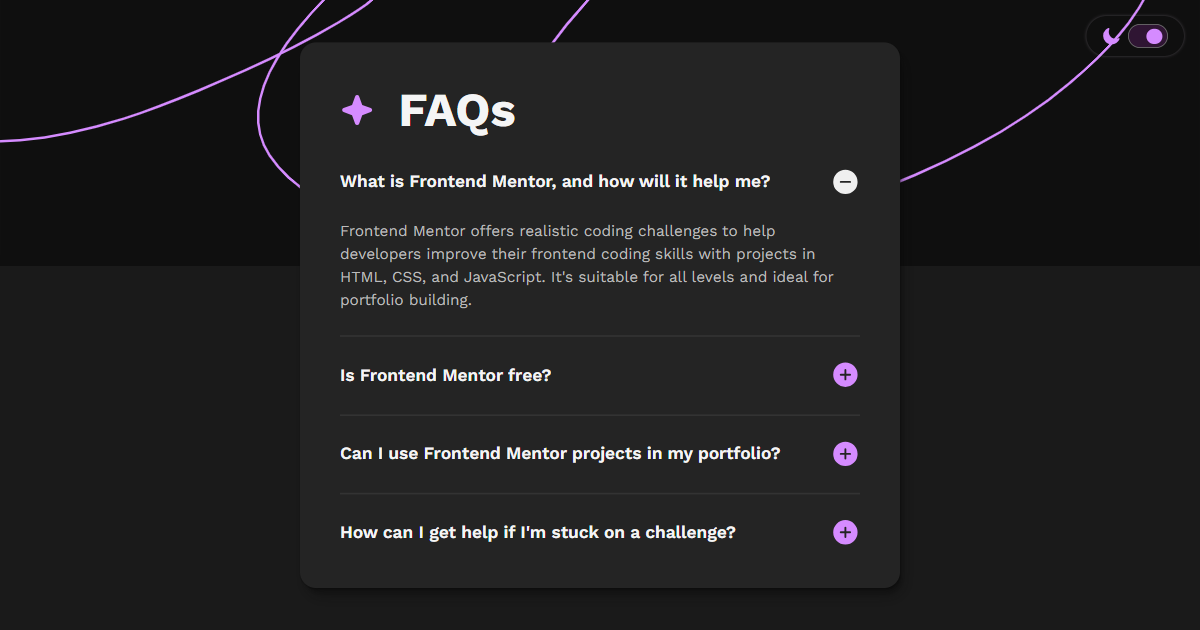 FAQs
What is Frontend Mentor, and how will it help me?
Frontend Mentor offers realistic coding challenges to help
developers improve their frontend coding skills with projects in
HTML, CSS, and JavaScript. It's suitable for all levels and ideal for
portfolio building.
Is Frontend Mentor free?
Can I use Frontend Mentor projects in my portfolio?
How can I get help if I'm stuck on a challenge?